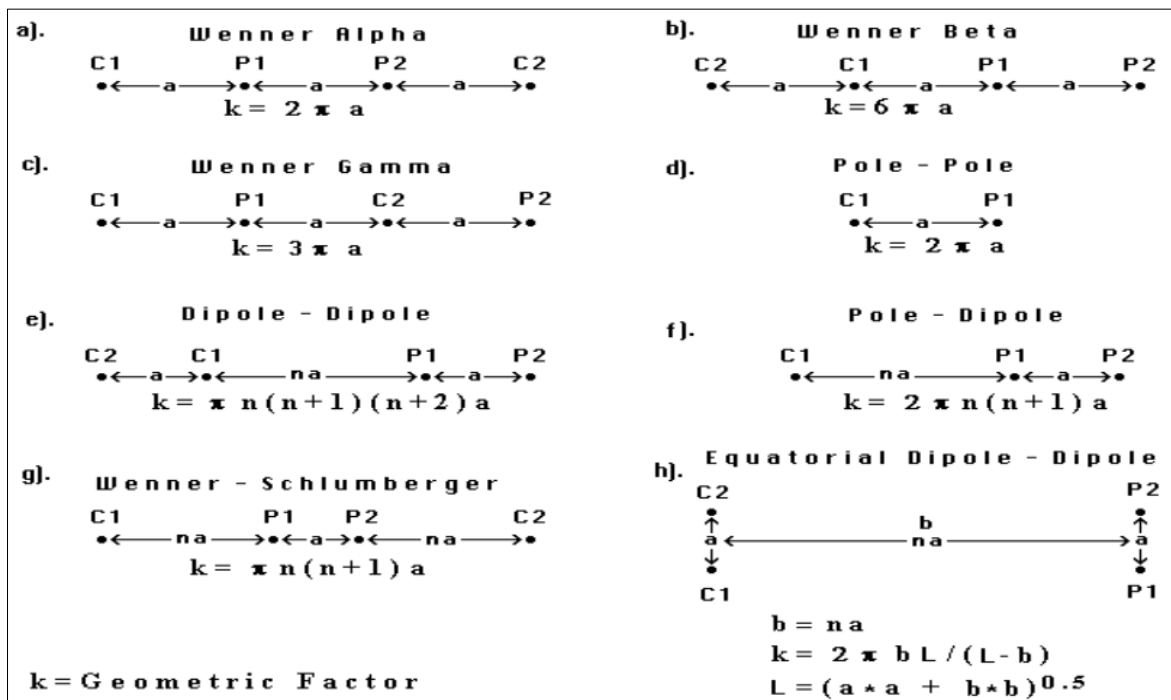 a).
Wenner Alpha
C1 P1 P2 C2
a a a
k = 2 π a
b).
Wenner Beta
C2 C1 P1 P2
a a a
k=6 π a
c).
Wenner Gamma
C1 P1 C2 P2
a a a
k = 3 π a
d).
Pole - Pole
C1 P1
a
k = 2 π a
e).
Dipole - Dipole
C2 C1 P1 P2
a na a
k = π n(n+1)(n+2)a
f).
Pole - Dipole
C1 P1 P2
na a
k = 2 π n(n+1)a
g).
Wenner - Schlumberger
C1 P1 P2 C2
na a na
k = π n(n+1)a
h).
Equatorial Dipole - Dipole
C2 P2
b
a na a
C1 P1
b = na
k = 2 π bL/(L-b)
L=(a*a + b*b)^0.5
k=Geometric Factor